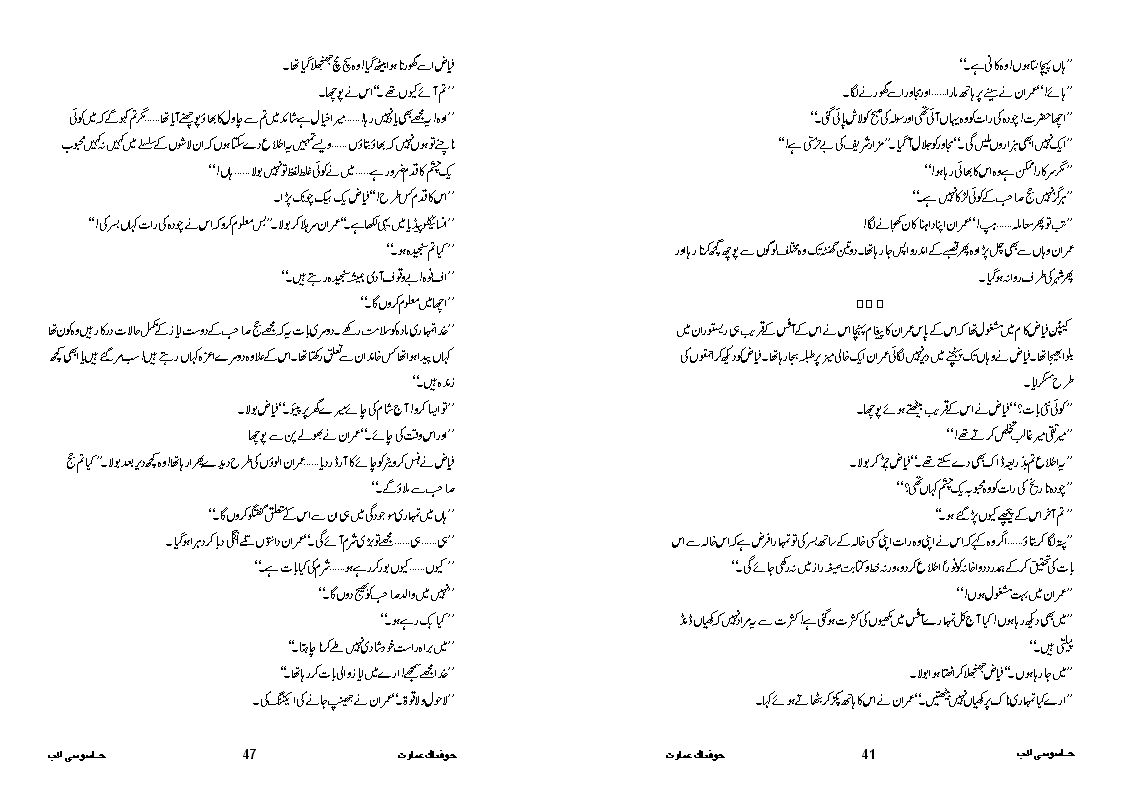 ’’ہاں پہچانتا ہوں! وہ کانی ہے۔‘‘
’’ہائے!‘‘ عمران نے سینے پر ہاتھ مارا......اور مجاور اسے گھورنے لگا۔
’’اچھا حضرت! چودہ کی رات کو وہ یہاں آئی تھی اور سولہ کی صبح کو لاش پائی گئی۔‘‘
’’ایک نہیں ابھی ہزاروں ملیں گی۔‘‘ مجاور کو جلال آ گیا۔ ’’مزار شریف کی بے حرمتی ہے!‘‘
’’مگر سرکار! ممکن ہے وہ اس کا بھائی رہا ہو!‘‘
’’ہرگز نہیں جج صاحب کے کوئی لڑکا نہیں ہے۔‘‘
’’تب تو پھر معاملہ......ہپ!‘‘ عمران اپنا داہنا کان کھجانے لگا!
عمران وہاں سے بھی چل پڑا وہ پھر قصبے کے اندر واپس جا رہا تھا۔ دو تین گھنٹہ تک وہ مختلف لوگوں سے پوچھ گچھ کرتا رہا اور
پھر شہر کی طرف روانہ ہو گیا۔
□ □ □
کیپٹن فیاض کام میں مشغول تھا کہ اس کے پاس عمران کا پیغام پہنچا اس نے اس کے آفس کے قریب ہی ریستوران میں
بلوا بھیجا تھا۔ فیاض نے وہاں تک پہنچنے میں دیر نہیں لگائی عمران ایک خالی میز پر طبلہ بجا رہا تھا۔ فیاض کو دیکھ کر احمقوں کی
طرح مسکرایا۔
’’کوئی نئی بات؟‘‘ فیاض نے اس کے قریب بیٹھتے ہوئے پوچھا۔
’’میر تقی میر غالب تخلص کرتے تھے!‘‘
’’یہ اطلاع تم بذریعہ ڈاک بھی دے سکتے تھے۔‘‘ فیاض چڑ کر بولا۔
’’چودہ تاریخ کی رات کو وہ محبوبہ یک چشم کہاں تھی؟‘‘
’’تم آخر اس کے پیچھے کیوں پڑ گئے ہو۔‘‘
’’پتہ لگا کر بتاؤ......اگر وہ کہے کہ اس نے اپنی وہ رات اپنی کسی خالہ کے ساتھ بسر کی تو تمہارا فرض ہے کہ اس خالہ سے اس
بات کی تحقیق کر کے ہمدرد دواخانہ کو فوراً اطلاع کر دو، ورنہ خط و کتابت صیغہ راز میں نہ رکھی جائے گی۔‘‘
’’عمران میں بہت مشغول ہوں!‘‘
’’میں بھی دیکھ رہا ہوں! کیا آج کل تمہارے آفس میں مکھیوں کی کثرت ہو گئی ہے! کثرت سے یہ مراد نہیں کہ مکھیاں ڈنڈ
پیلتی ہیں۔‘‘
’’میں جا رہا ہوں۔‘‘ فیاض جھنجھلا کر اٹھتا ہوا بولا۔
’’ارے کیا تمہاری ناک پر مکھیاں نہیں بیٹھتیں۔‘‘ عمران نے اس کا ہاتھ پکڑ کر بٹھاتے ہوئے کہا۔
خوفناک عمارت 41 جاسوسی ادب
فیاض اسے گھورتا ہوا بیٹھ گیا! وہ سچ مچ جھنجھلا گیا تھا۔
’’تم آئے کیوں تھے۔‘‘ اس نے پوچھا۔
’’اوہ! یہ مجھے بھی یاد نہیں رہا......میرا خیال ہے شائد میں تم سے چاول کا بھاؤ پوچھنے آیا تھا......مگر تم کہو گے کہ میں کوئی
ناچنے تو ہوں نہیں کہ بھاؤ بتاؤں......ویسے تمہیں یہ اطلاع دے سکتا ہوں کہ ان لاشوں کے سلسلے میں کہیں نہ کہیں محبوب
یک چشم کا قدم ضرور ہے......میں نے کوئی غلط لفظ تو نہیں بولا......ہاں!‘‘
’’اس کا قدم کس طرح!‘‘ فیاض یک بیک چونک پڑا۔
’’انسائیکلو پیڈیا میں یہی لکھا ہے۔‘‘ عمران سر ہلا کر بولا۔ ’’بس معلوم کرو کہ اس نے چودہ کی رات کہاں بسر کی!‘‘
’’کیا تم سنجیدہ ہو۔‘‘
’’اف فوہ! بے وقوف آدمی ہمیشہ سنجیدہ رہتے ہیں۔‘‘
’’اچھا میں معلوم کروں گا۔‘‘
’’خدا تمہاری مادہ کو سلامت رکھے۔ دوسری بات یہ کہ مجھے جج صاحب کے دوست ایاز کے مکمل حالات درکار ہیں وہ کون تھا
کہاں پیدا ہوا تھا کس خاندان سے تعلق رکھتا تھا۔ اس کے علاوہ دوسرے اعزہ کہاں رہتے ہیں! سب مر گئے ہیں یا ابھی کچھ
زندہ ہیں۔‘‘
’’تو ایسا کرو! آج شام کی چائے میرے گھر پر پیئو۔‘‘ فیاض بولا۔
’’اور اس وقت کی چائے۔‘‘ عمران نے بھولے پن سے پوچھا
فیاض نے ہنس کر ویٹر کو چائے کا آرڈر دیا......عمران الوؤں کی طرح دیدے پھرا رہا تھا! وہ کچھ دیر بعد بولا۔ ’’کیا تم جج
صاحب سے ملاؤ گے۔‘‘
’’ہاں میں تمہاری موجودگی میں ہی ان سے اس کے متعلق گفتگو کروں گا۔‘‘
’’ہی......ہی......مجھے تو بڑی شرم آئے گی۔‘‘ عمران دانتوں تلے انگلی دبا کر دہرا ہو گیا۔
’’کیوں......کیوں بور کر رہے ہو......شرم کی کیا بات ہے۔‘‘
’’نہیں میں والد صاحب کو بھیج دوں گا۔‘‘
’’کیا بک رہے ہو۔‘‘
’’میں براہ راست خود شادی نہیں طے کرنا چاہتا۔‘‘
’’خدا مجھے سمجھے! ارے میں ایاز والی بات کر رہا تھا۔‘‘
’’لاحول ولا قوۃ۔‘‘ عمران نے جھینپ جانے کی ایکٹنگ کی۔
خوفناک عمارت 47 جاسوسی ادب